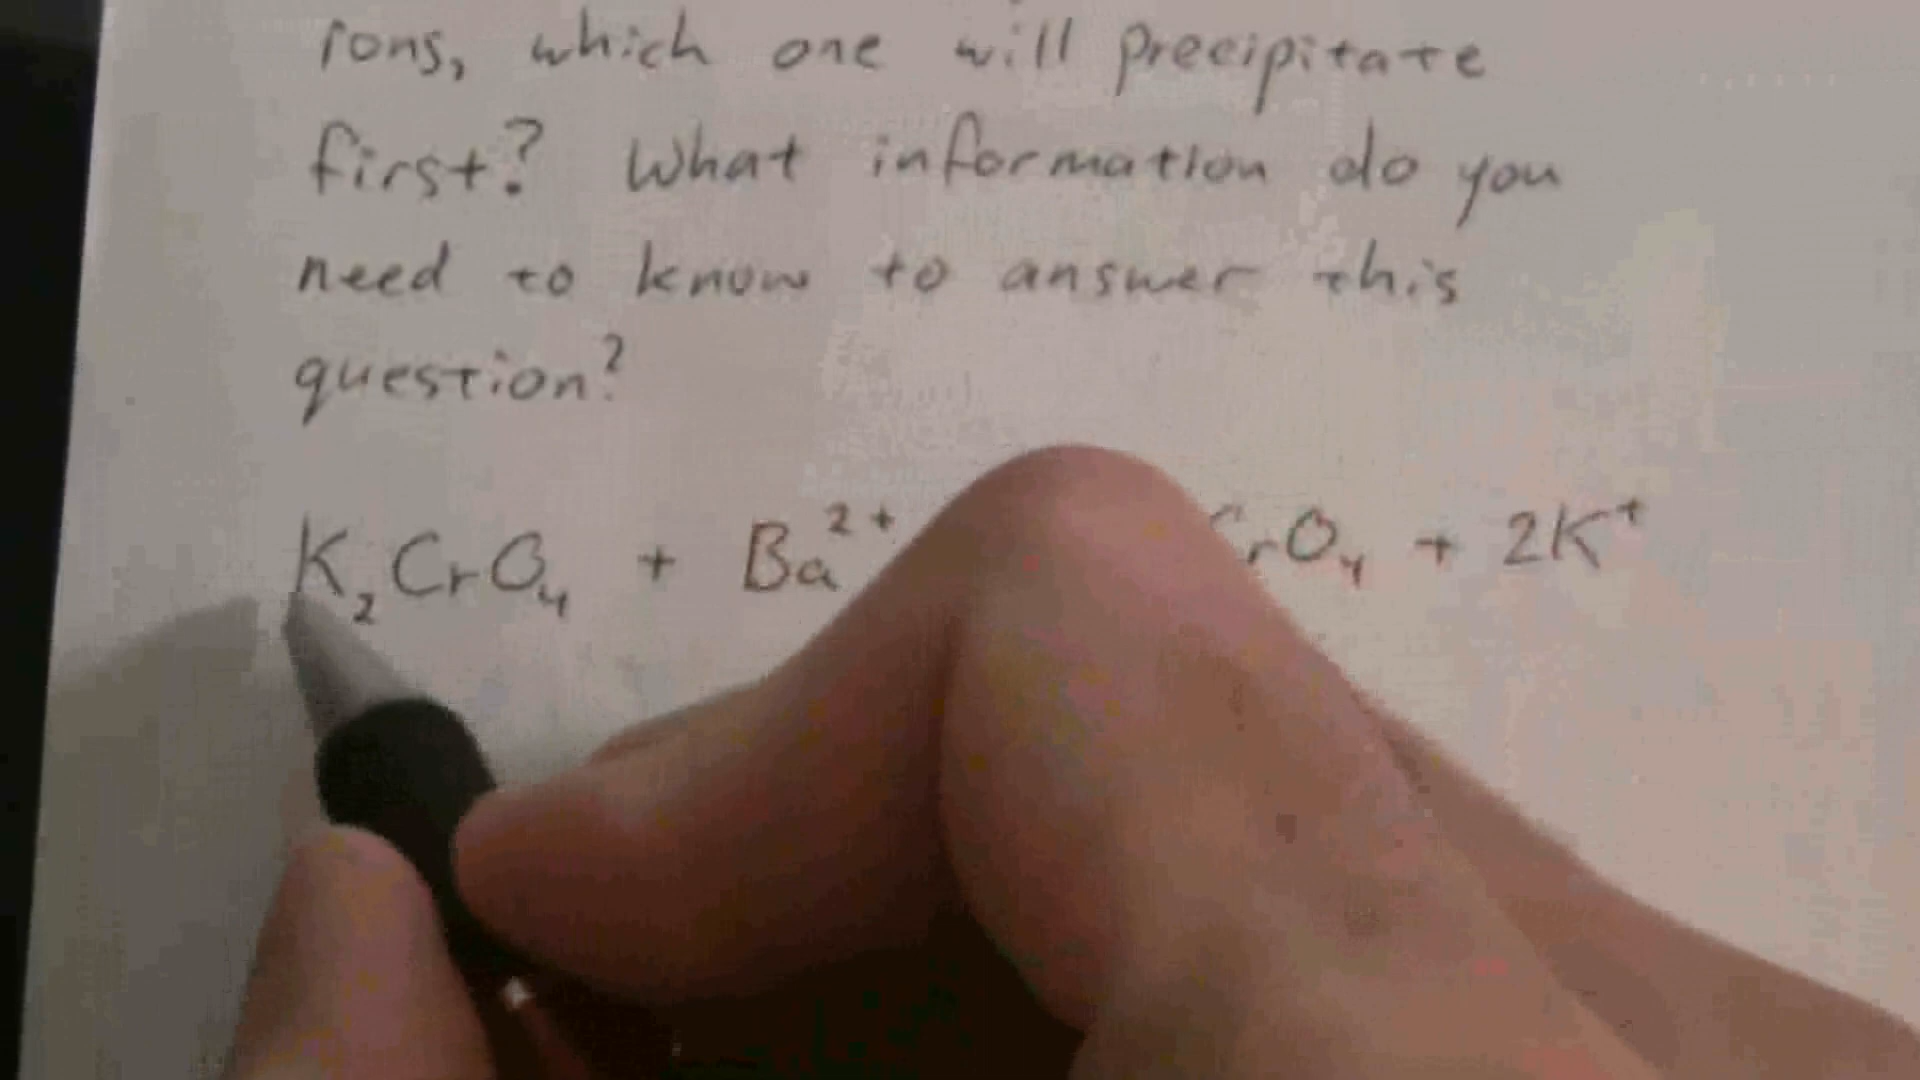 ions, which one will precipitate
first? What information do you
need to know to answer this
question?
K₂CrO₄ + Ba²⁺ rO₄ + 2K⁺